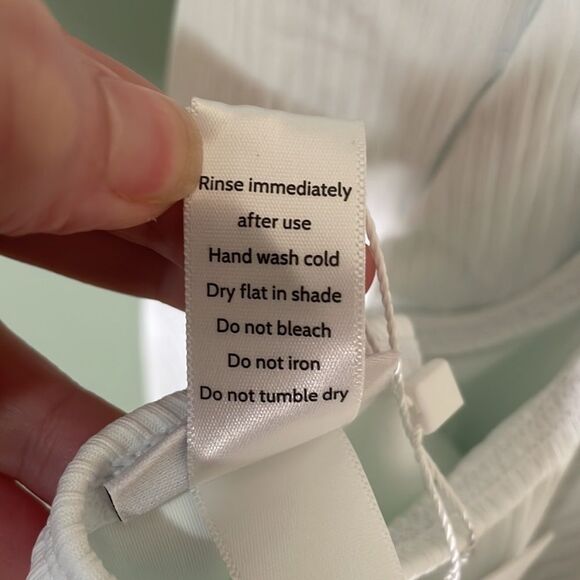 Rinse immediately
after use
Hand wash cold
Dry flat in shade
Do not bleach
Do not iron
Do not tumble dry